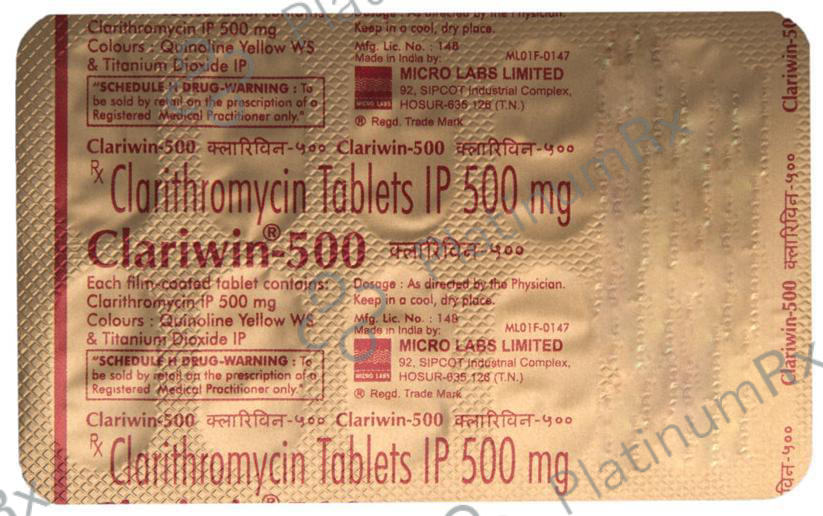 Clarithromycin IP 500 mg
Colours : Quinoline Yellow WS
& Titanium Dioxide IP
"SCHEDULE H DRUG-WARNING : To
be sold by retail on the prescription of a
Registered Medical Practitioner only."
Dosage : As directed by the Physician.
Keep in a cool, dry place.
Mfg. Lic. No. : 148
Made in India by:
ML01F-0147
MICRO LABS
MICRO LABS LIMITED
92, SIPCOT Industrial Complex,
HOSUR-635 126 (T.N.)
® Regd. Trade Mark
Clariwin-500 क्लारिविन-५०० Clariwin-500 क्लारिविन-५००
Rx Clarithromycin Tablets IP 500 mg
Clariwin®-500 क्लारिविन-५००
Each film-coated tablet contains:
Clarithromycin IP 500 mg
Colours : Quinoline Yellow WS
& Titanium Dioxide IP
"SCHEDULE H DRUG-WARNING : To
be sold by retail on the prescription of a
Registered Medical Practitioner only."
Dosage : As directed by the Physician.
Keep in a cool, dry place.
Mfg. Lic. No. : 148
Made in India by:
ML01F-0147
MICRO LABS
MICRO LABS LIMITED
92, SIPCOT Industrial Complex,
HOSUR-635 126 (T.N.)
® Regd. Trade Mark
Clariwin-500 क्लारिविन-५०० Clariwin-500 क्लारिविन-५००
Rx Clarithromycin Tablets IP 500 mg
Clariwin-500 क्लारिविन-५००
PlatinumRx
PlatinumRx